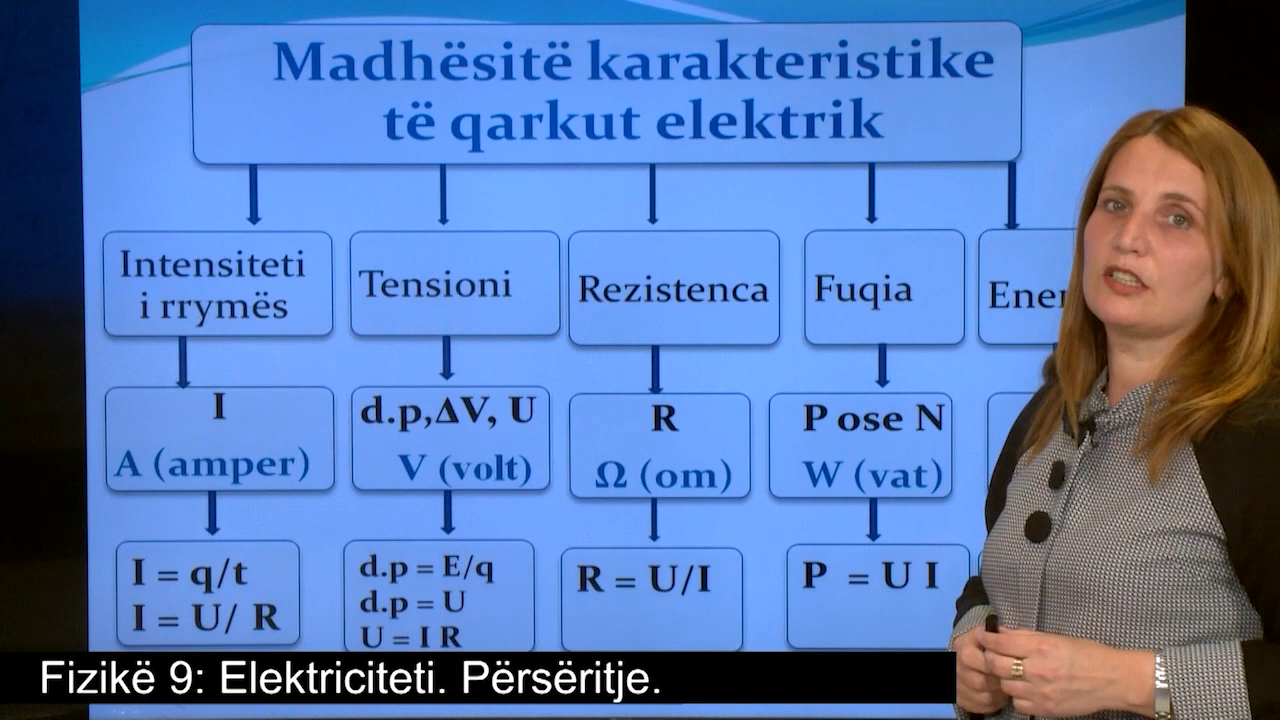 Madhësitë karakteristike
të qarkut elektrik
Intensiteti
i rrymës
Tensioni
Rezistenca
Fuqia
I
A (amper)
d.p,ΔV, U
V (volt)
R
Ω (om)
P ose N
W (vat)
I = q/t
I = U/ R
d.p = E/q
d.p = U
U = I R
R = U/I
P = U I
Fizikë 9: Elektriciteti. Përsëritje.